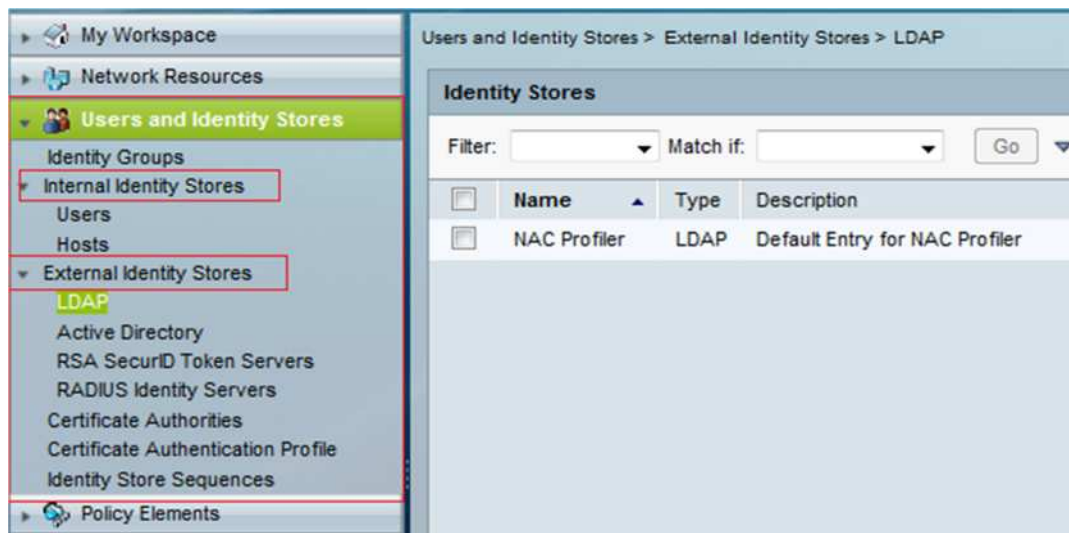 My Workspace
Network Resources
Users and Identity Stores
Identity Groups
Internal Identity Stores
Users
Hosts
External Identity Stores
LDAP
Active Directory
RSA SecurID Token Servers
RADIUS Identity Servers
Certificate Authorities
Certificate Authentication Profile
Identity Store Sequences
Policy Elements
Users and Identity Stores > External Identity Stores > LDAP
Identity Stores
Filter: Match if: Go
Name Type Description
NAC Profiler LDAP Default Entry for NAC Profiler